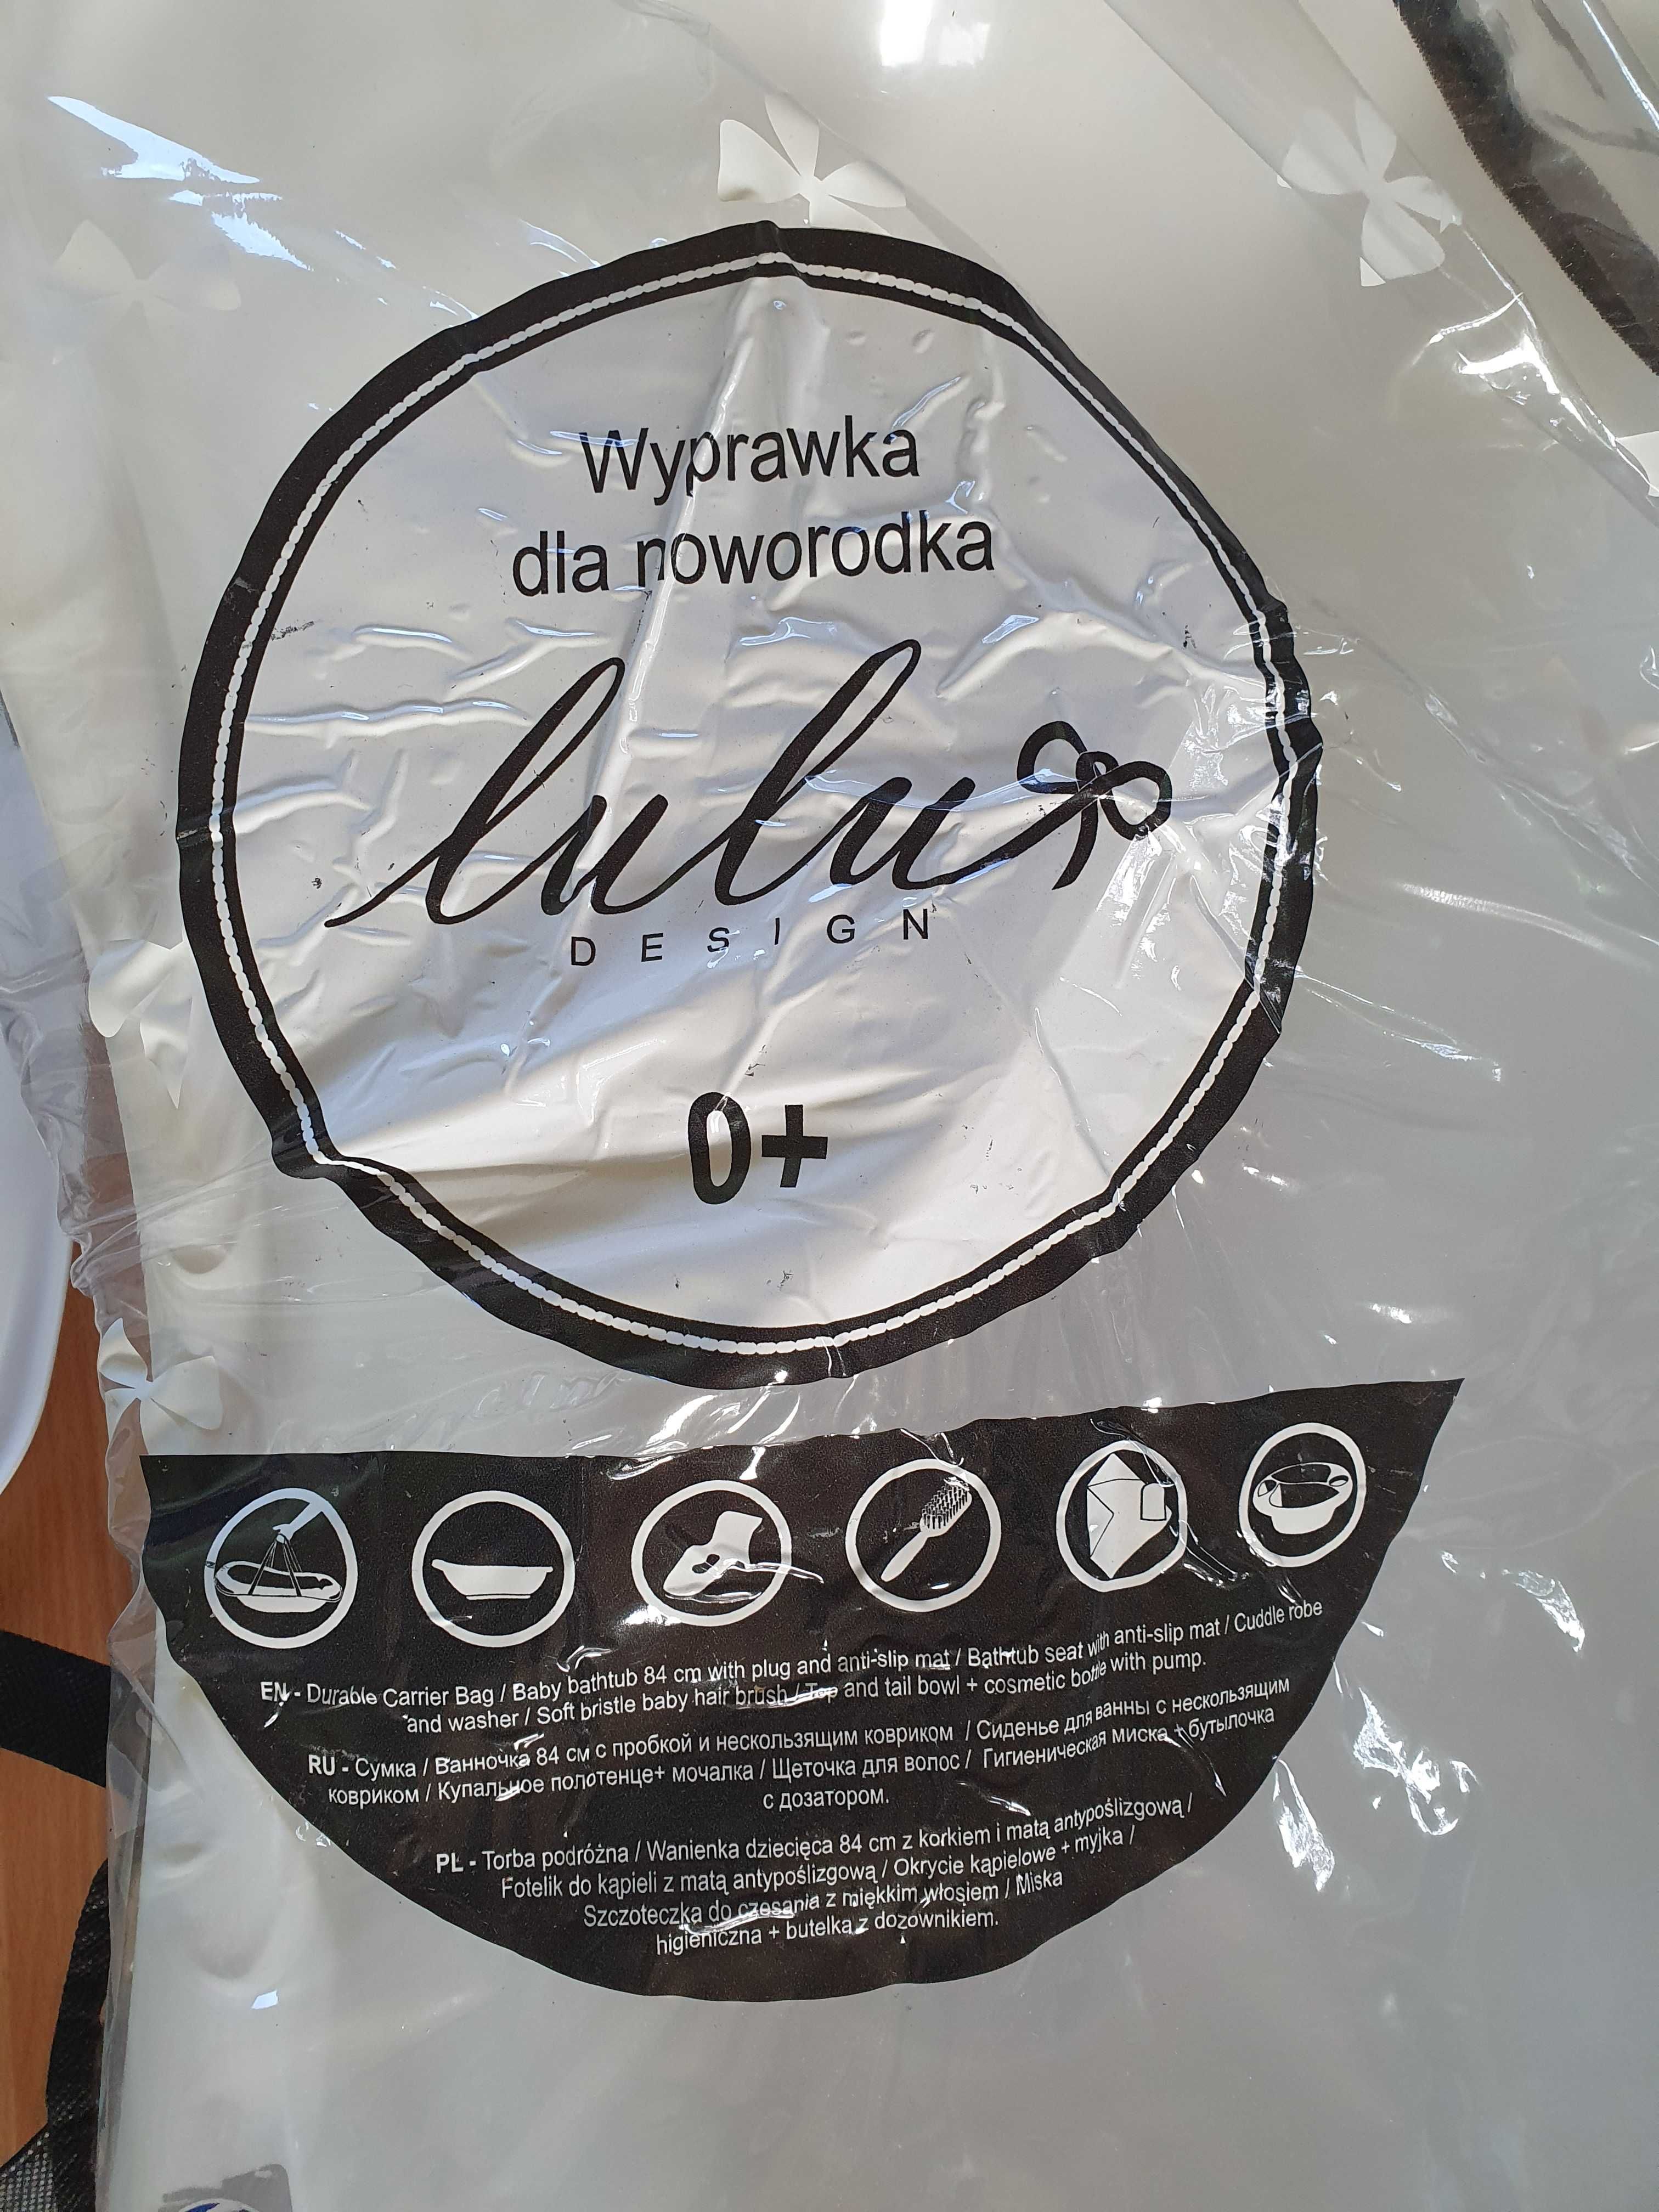 Wyprawka
dla noworodka
lulu
DESIGN
0+
EN - Durable Carrier Bag / Baby bathtub 84 cm with plug and anti-slip mat / Bathtub seat with anti-slip mat / Cuddle robe
and washer / Soft bristle baby hair brush / Top and tail bowl + cosmetic bottle with pump.
RU - Сумка / Ванночка 84 см с пробкой и нескользящим ковриком / Сиденье для ванны с нескользящим
ковриком / Купальное полотенце+ мочалка / Щеточка для волос / Гигиеническая миска + бутылочка
с дозатором.
PL - Torba podróżna / Wanienka dziecięca 84 cm z korkiem i matą antypoślizgową /
Fotelik do kąpieli z matą antypoślizgową / Okrycie kąpielowe + myjka /
Szczoteczka do czesania z miękkim włosiem / Miska
higieniczna + butelka z dozownikiem.